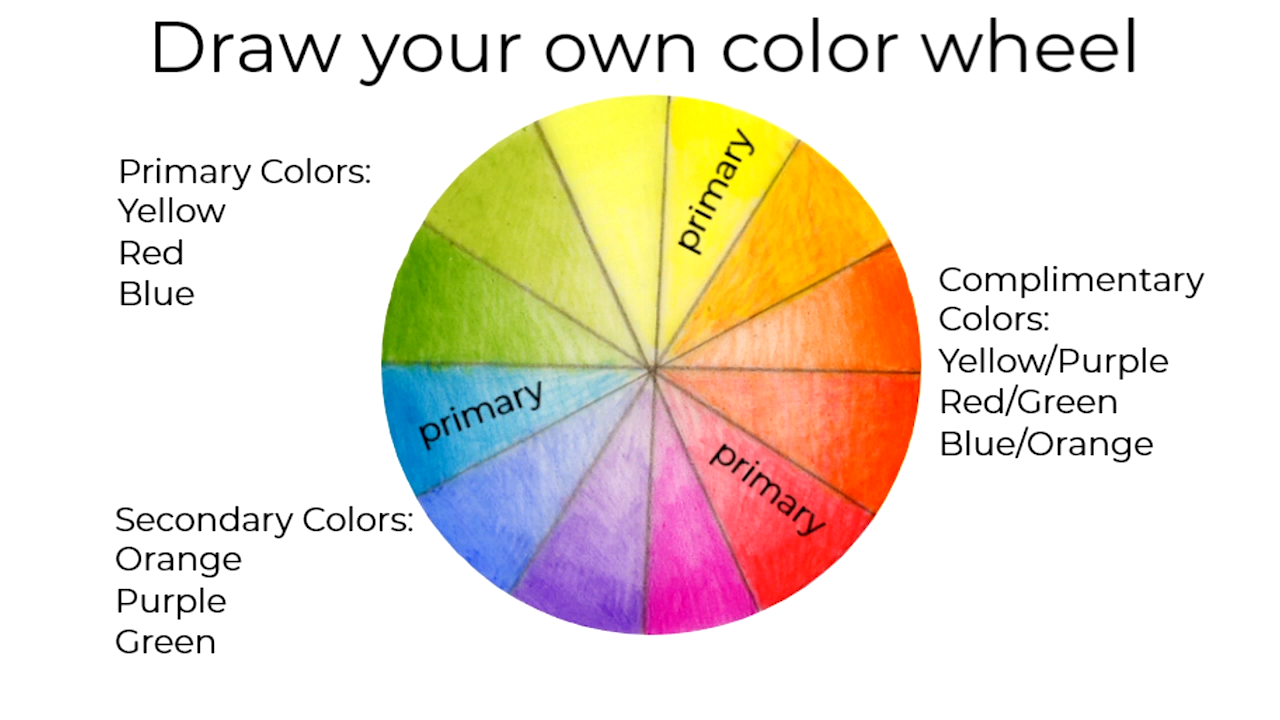 Draw your own color wheel
Primary Colors:
Yellow
Red
Blue
primary
primary
primary
Complimentary
Colors:
Yellow/Purple
Red/Green
Blue/Orange
Secondary Colors:
Orange
Purple
Green